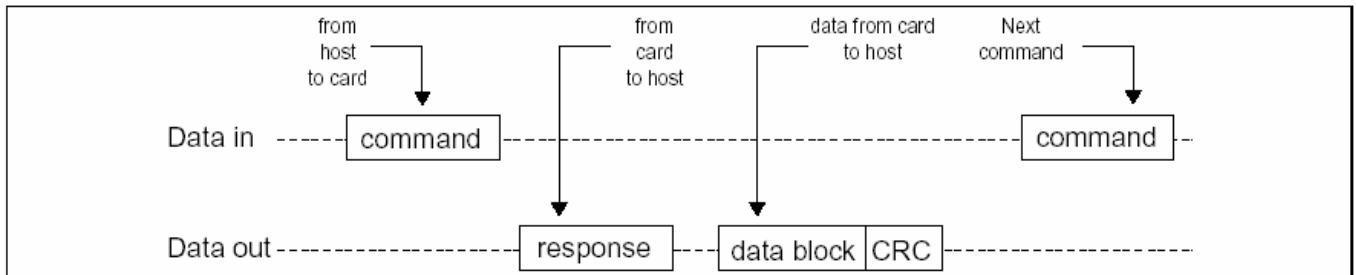 from
host
to card
from
card
to host
data from card
to host
Next
command
Data in
command
command
Data out
response
data block
CRC